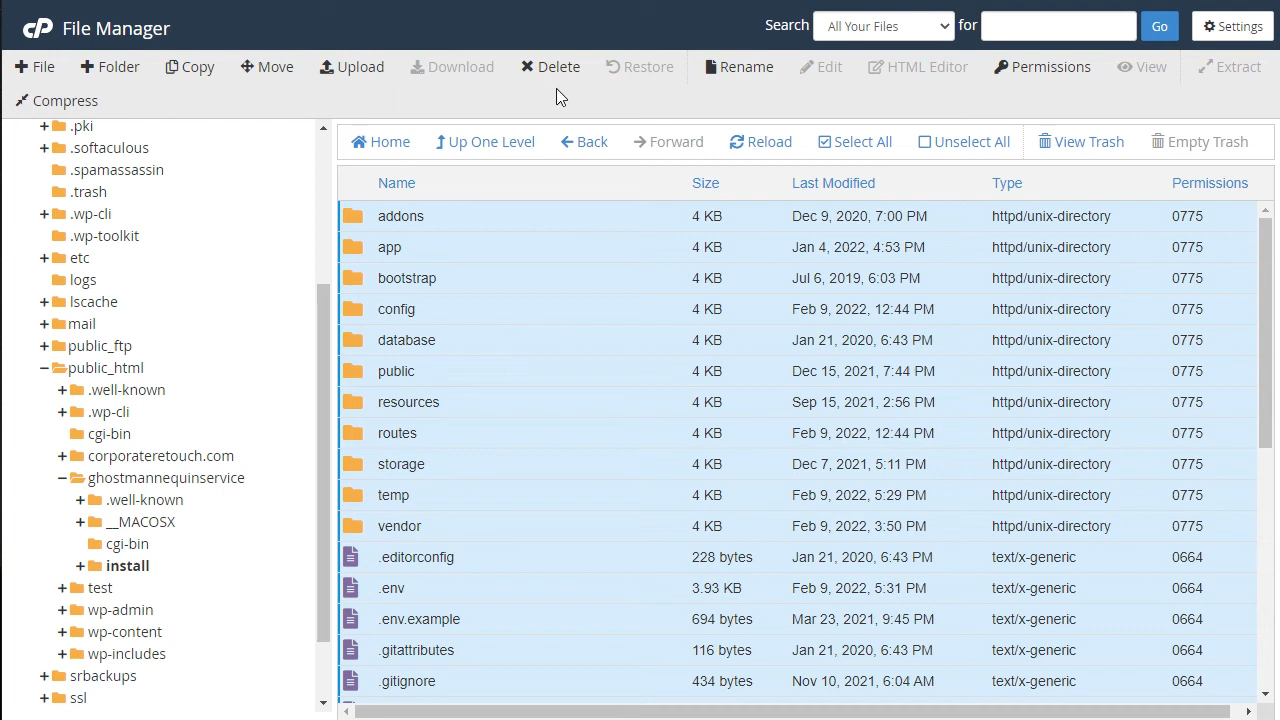 cP File Manager Search All Your Files for Go Settings
File Folder Copy Move Upload Download Delete Restore Rename Edit HTML Editor Permissions View Extract
Compress
.pki
.softaculous
.spamassassin
.trash
.wp-cli
.wp-toolkit
etc
logs
lscache
mail
public_ftp
public_html
.well-known
.wp-cli
cgi-bin
corporateretouch.com
ghostmannequinservice
.well-known
__MACOSX
cgi-bin
install
test
wp-admin
wp-content
wp-includes
srbackups
ssl
Home Up One Level Back Forward Reload Select All Unselect All View Trash Empty Trash
Name Size Last Modified Type Permissions
addons 4 KB Dec 9, 2020, 7:00 PM httpd/unix-directory 0775
app 4 KB Jan 4, 2022, 4:53 PM httpd/unix-directory 0775
bootstrap 4 KB Jul 6, 2019, 6:03 PM httpd/unix-directory 0775
config 4 KB Feb 9, 2022, 12:44 PM httpd/unix-directory 0775
database 4 KB Jan 21, 2020, 6:43 PM httpd/unix-directory 0775
public 4 KB Dec 15, 2021, 7:44 PM httpd/unix-directory 0775
resources 4 KB Sep 15, 2021, 2:56 PM httpd/unix-directory 0775
routes 4 KB Feb 9, 2022, 12:44 PM httpd/unix-directory 0775
storage 4 KB Dec 7, 2021, 5:11 PM httpd/unix-directory 0775
temp 4 KB Feb 9, 2022, 5:29 PM httpd/unix-directory 0775
vendor 4 KB Feb 9, 2022, 3:50 PM httpd/unix-directory 0775
.editorconfig 228 bytes Jan 21, 2020, 6:43 PM text/x-generic 0664
.env 3.93 KB Feb 9, 2022, 5:31 PM text/x-generic 0664
.env.example 694 bytes Mar 23, 2021, 9:45 PM text/x-generic 0664
.gitattributes 116 bytes Jan 21, 2020, 6:43 PM text/x-generic 0664
.gitignore 434 bytes Nov 10, 2021, 6:04 AM text/x-generic 0664